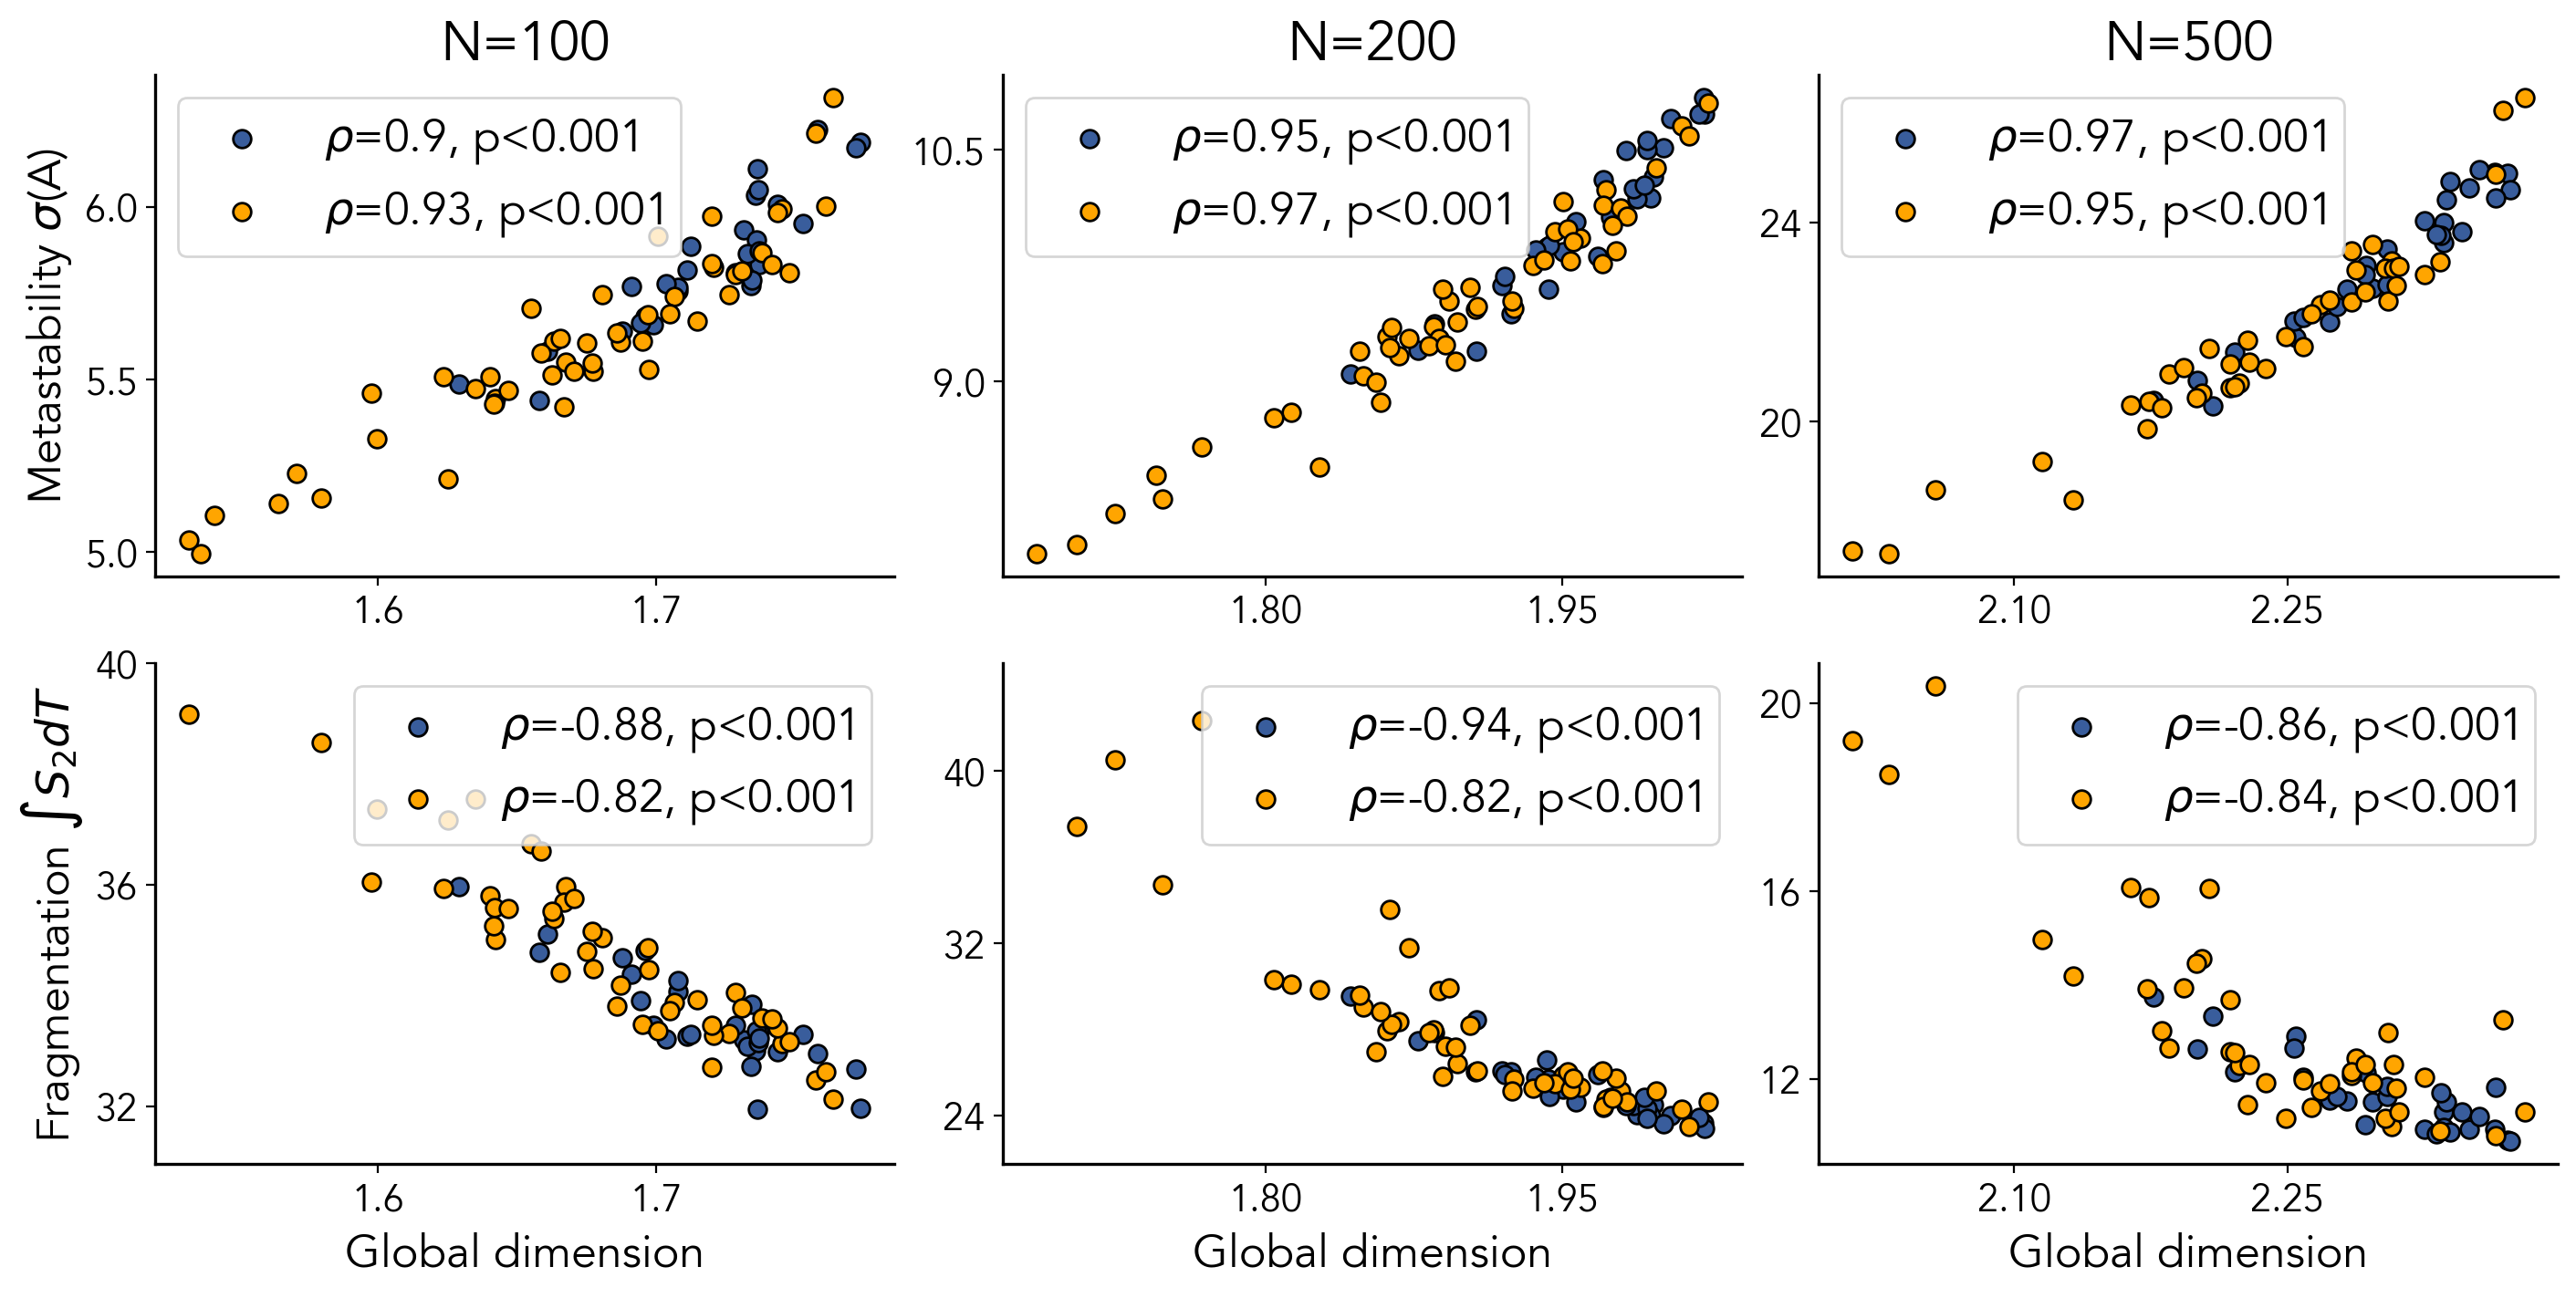 N=100
N=200
N=500
Metastability σ(A)
6.0
5.5
5.0
ρ=0.9, p<0.001
ρ=0.93, p<0.001
1.6
1.7
10.5
9.0
ρ=0.95, p<0.001
ρ=0.97, p<0.001
1.80
1.95
24
20
ρ=0.97, p<0.001
ρ=0.95, p<0.001
2.10
2.25
Fragmentation ∫S₂dT
40
36
32
ρ=-0.88, p<0.001
ρ=-0.82, p<0.001
1.6
1.7
Global dimension
40
32
24
ρ=-0.94, p<0.001
ρ=-0.82, p<0.001
1.80
1.95
Global dimension
20
16
12
ρ=-0.86, p<0.001
ρ=-0.84, p<0.001
2.10
2.25
Global dimension